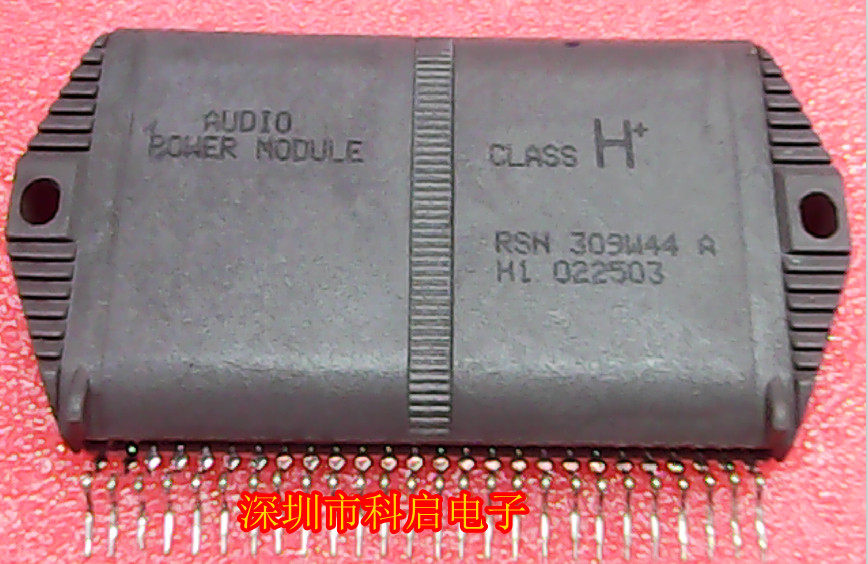 AUDIO
POWER MODULE
CLASS H+
RSN 309W44 A
H1 022503
深圳市科启电子